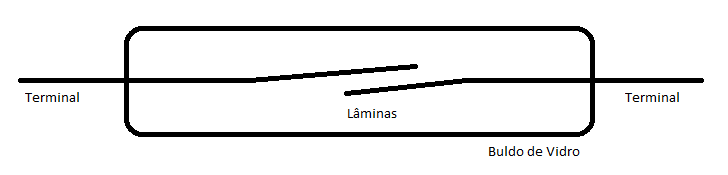 Terminal
Terminal
Lâminas
Buldo de Vidro